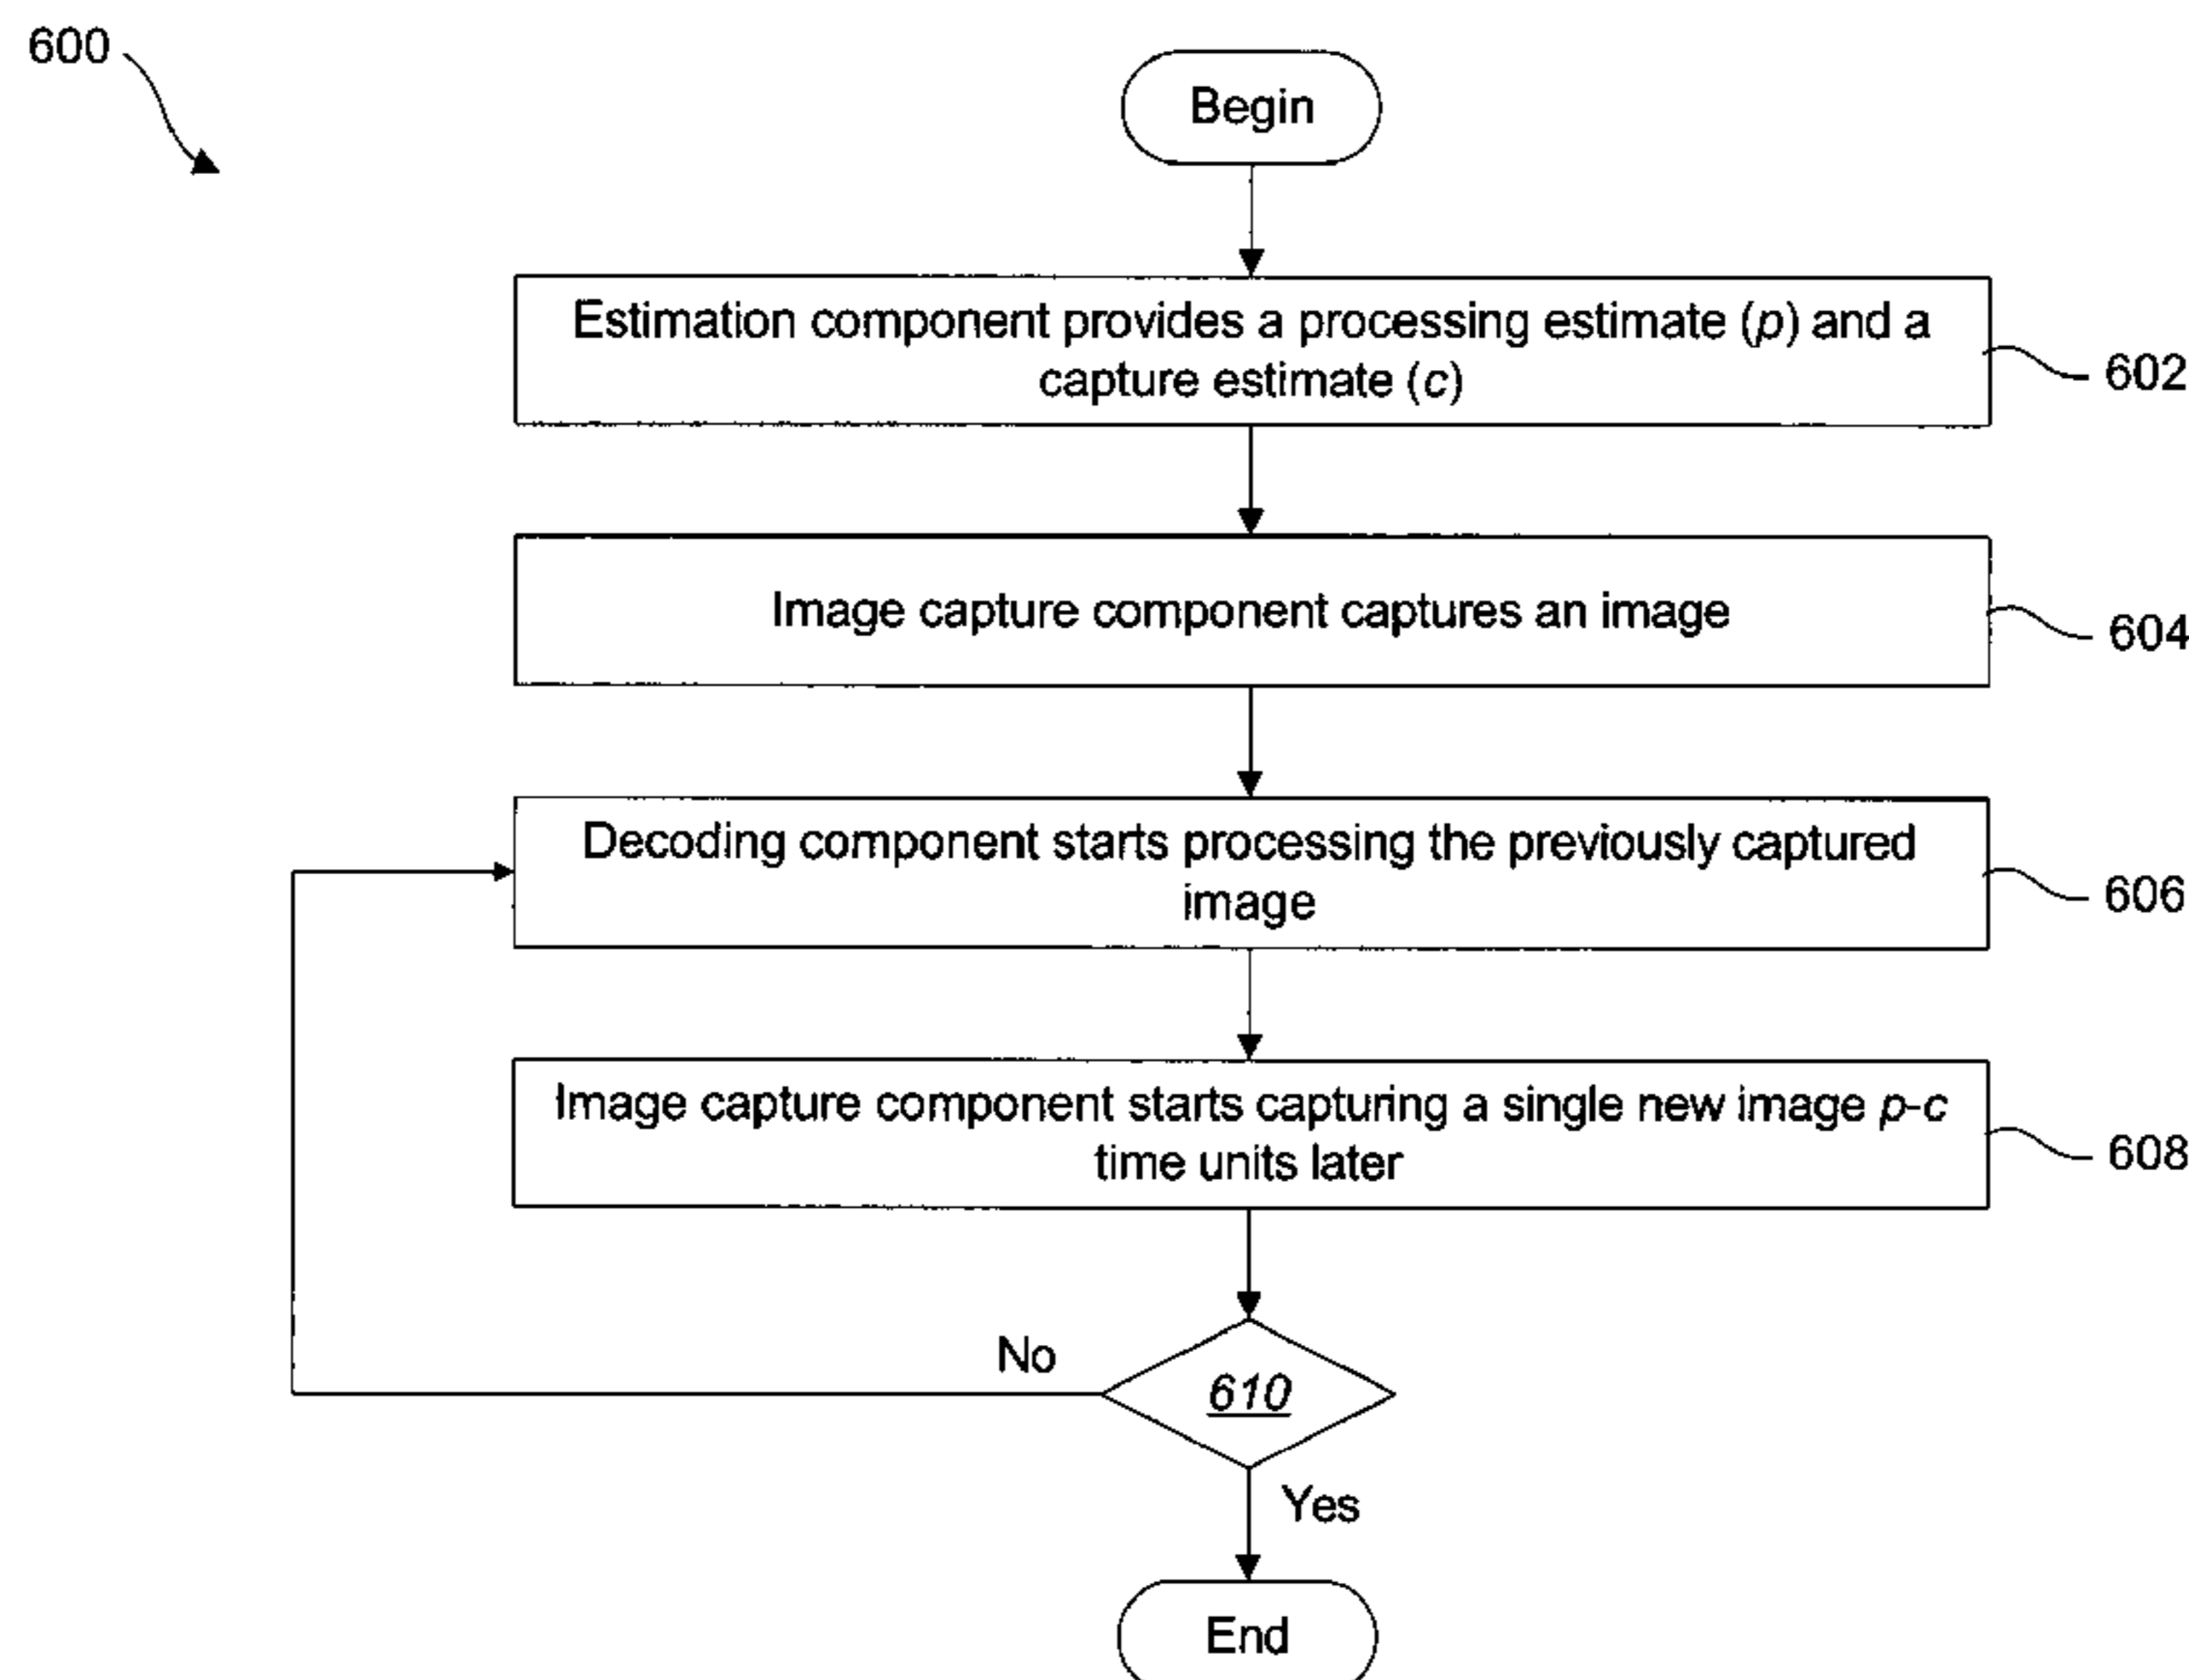 600
Begin
Estimation component provides a processing estimate (p) and a
capture estimate (c)
602
Image capture component captures an image
604
Decoding component starts processing the previously captured
image
606
Image capture component starts capturing a single new image p-c
time units later
608
No
610
Yes
End